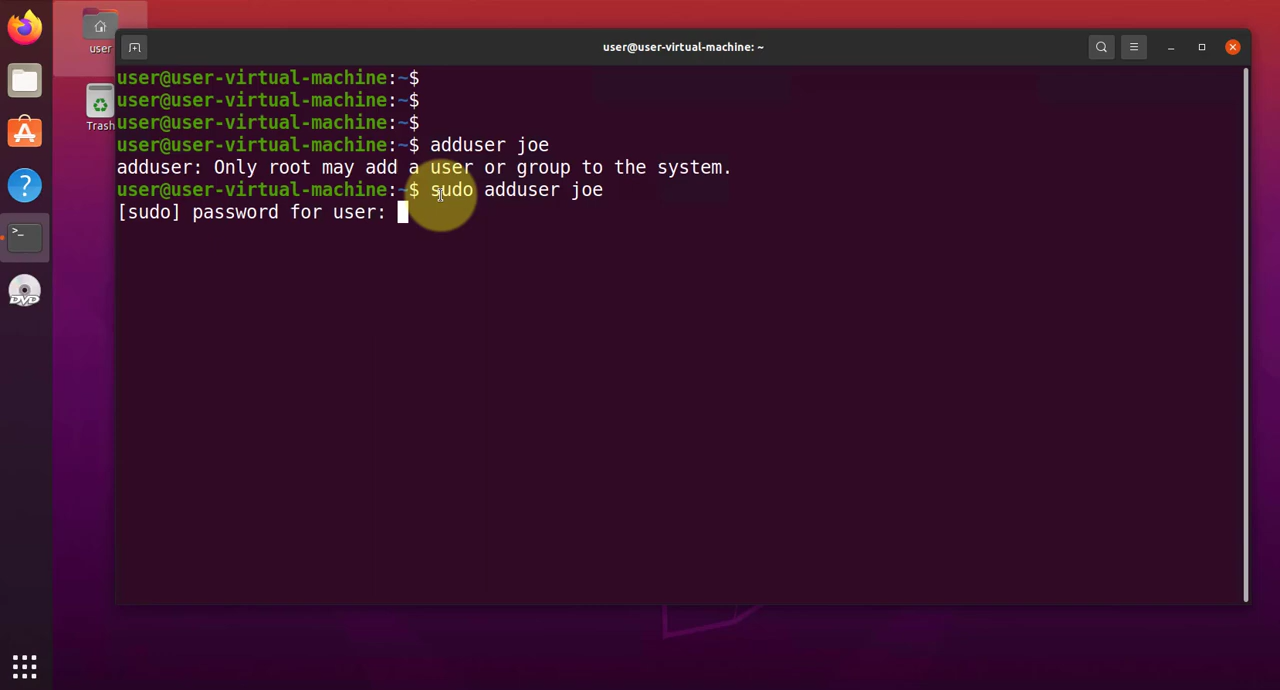 user
Trash
user@user-virtual-machine: ~
user@user-virtual-machine:~$
user@user-virtual-machine:~$
user@user-virtual-machine:~$
user@user-virtual-machine:~$ adduser joe
adduser: Only root may add a user or group to the system.
user@user-virtual-machine:~$ sudo adduser joe
[sudo] password for user:
>_
?
DVD